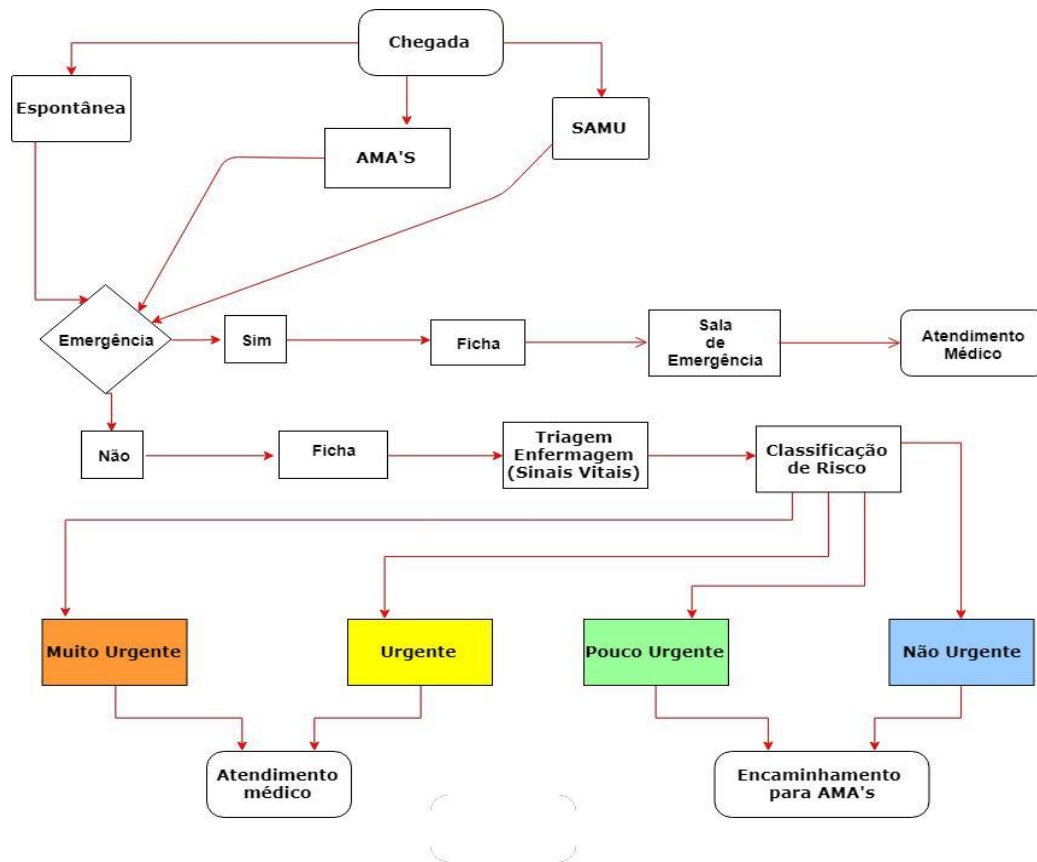 Chegada
Espontânea
AMA'S
SAMU
Emergência
Sim
Ficha
Sala
de
Emergência
Atendimento
Médico
Não
Ficha
Triagem
Enfermagem
(Sinais Vitais)
Classificação
de Risco
Muito Urgente
Urgente
Pouco Urgente
Não Urgente
Atendimento
médico
Encaminhamento
para AMA's